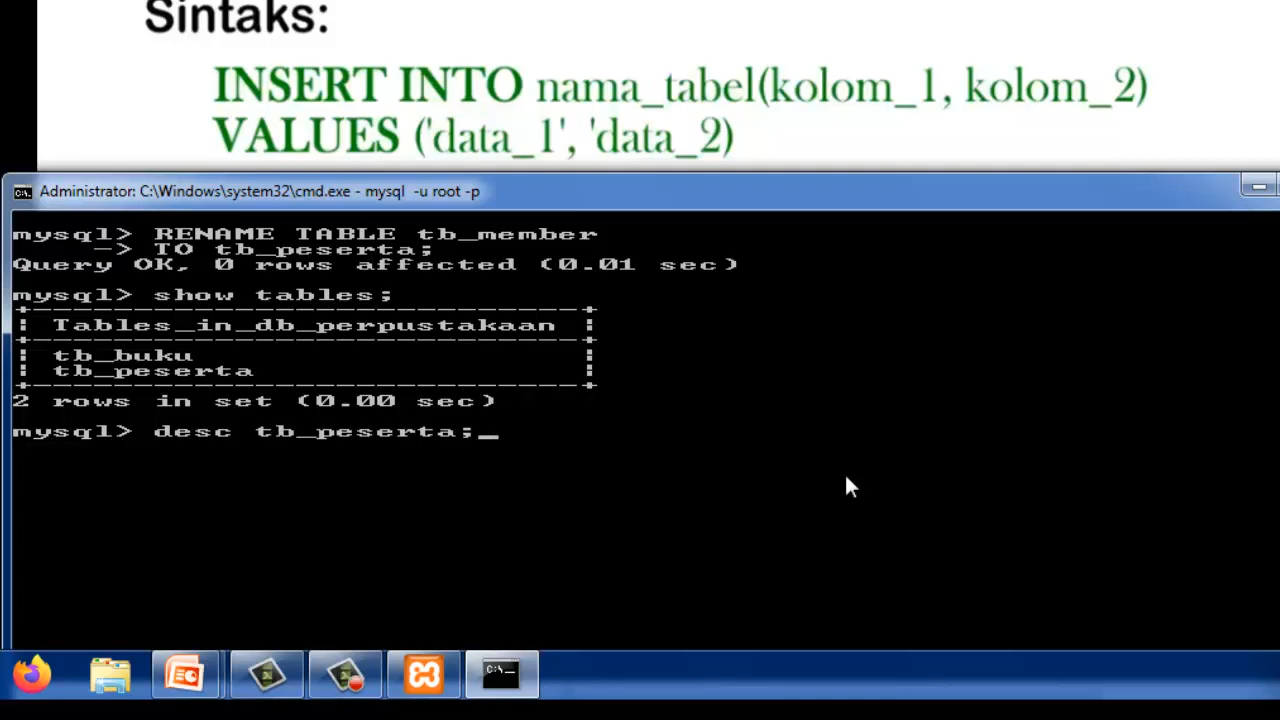 Sintaks:
INSERT INTO nama_tabel(kolom_1, kolom_2)
VALUES ('data_1', 'data_2)
Administrator: C:\Windows\system32\cmd.exe - mysql -u root -p
mysql> RENAME TABLE tb_member
-> TO tb_peserta;
Query OK, 0 rows affected (0.01 sec)
mysql> show tables;
+-----------------------------+
| Tables_in_db_perpustakaan |
+-----------------------------+
| tb_buku |
| tb_peserta |
+-----------------------------+
2 rows in set (0.00 sec)
mysql> desc tb_peserta;_